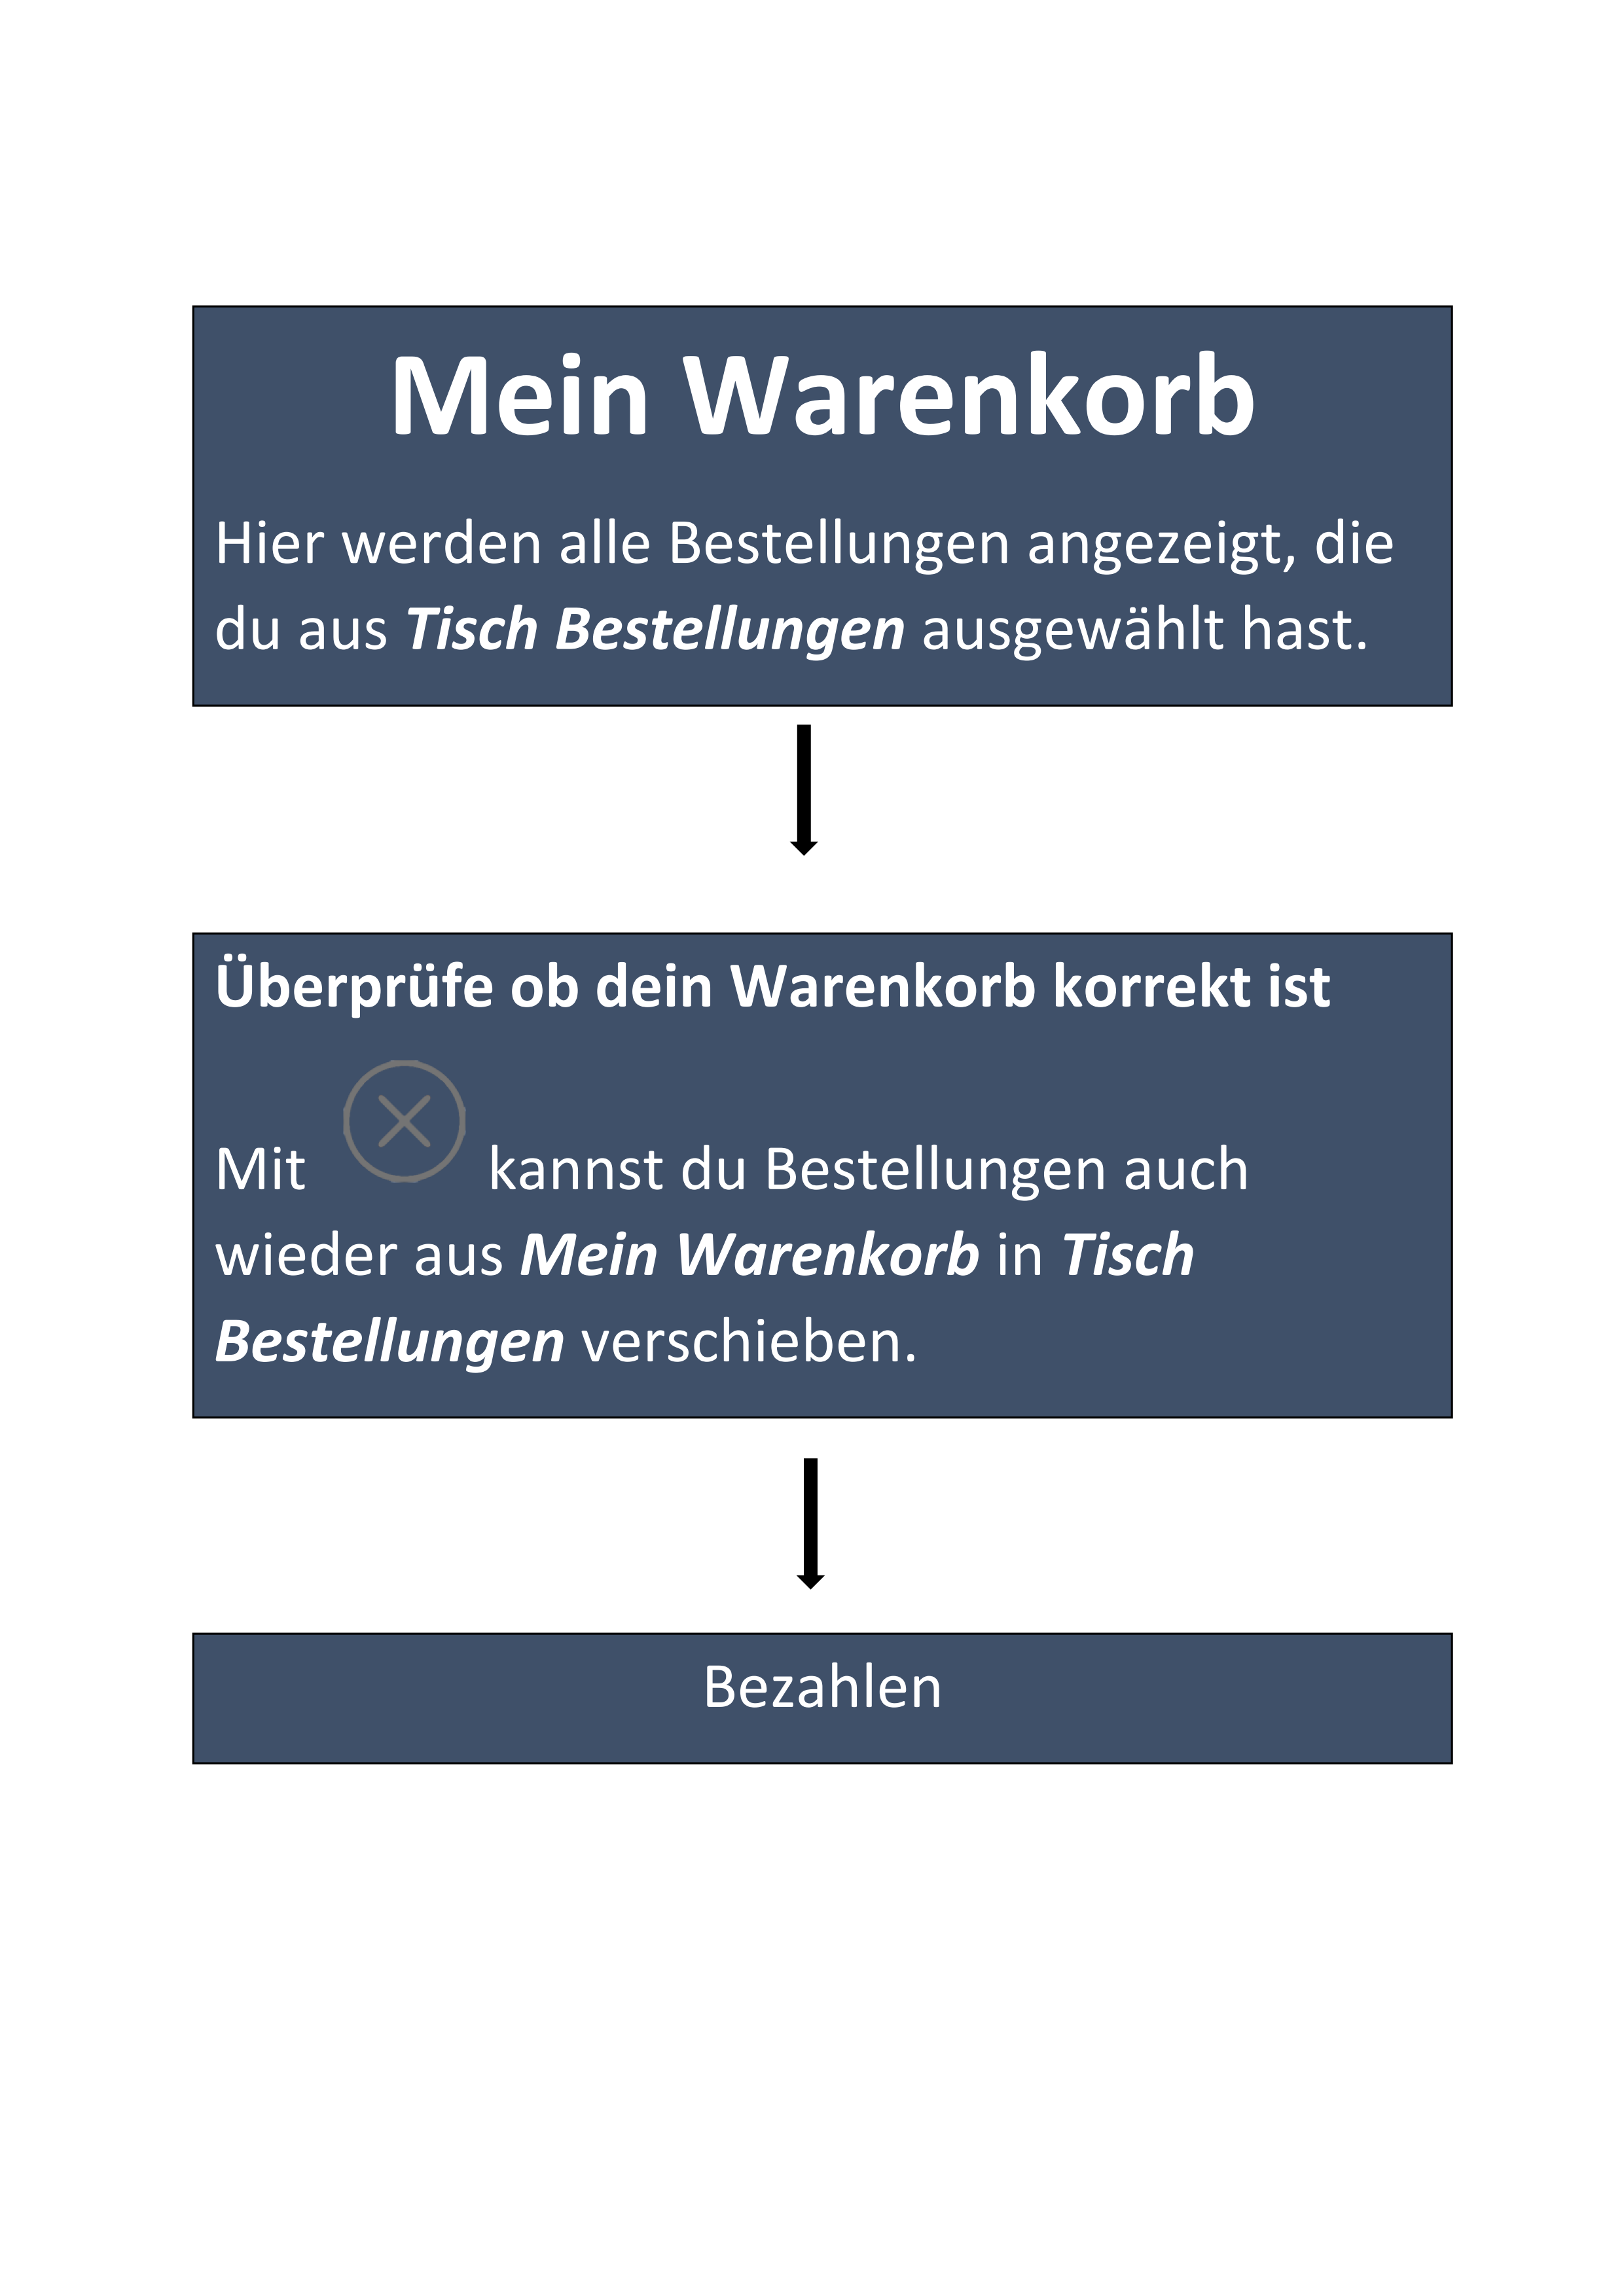 Mein Warenkorb
Hier werden alle Bestellungen angezeigt, die
du aus Tisch Bestellungen ausgewählt hast.
Überprüfe ob dein Warenkorb korrekt ist
Mit kannst du Bestellungen auch
wieder aus Mein Warenkorb in Tisch
Bestellungen verschieben.
Bezahlen